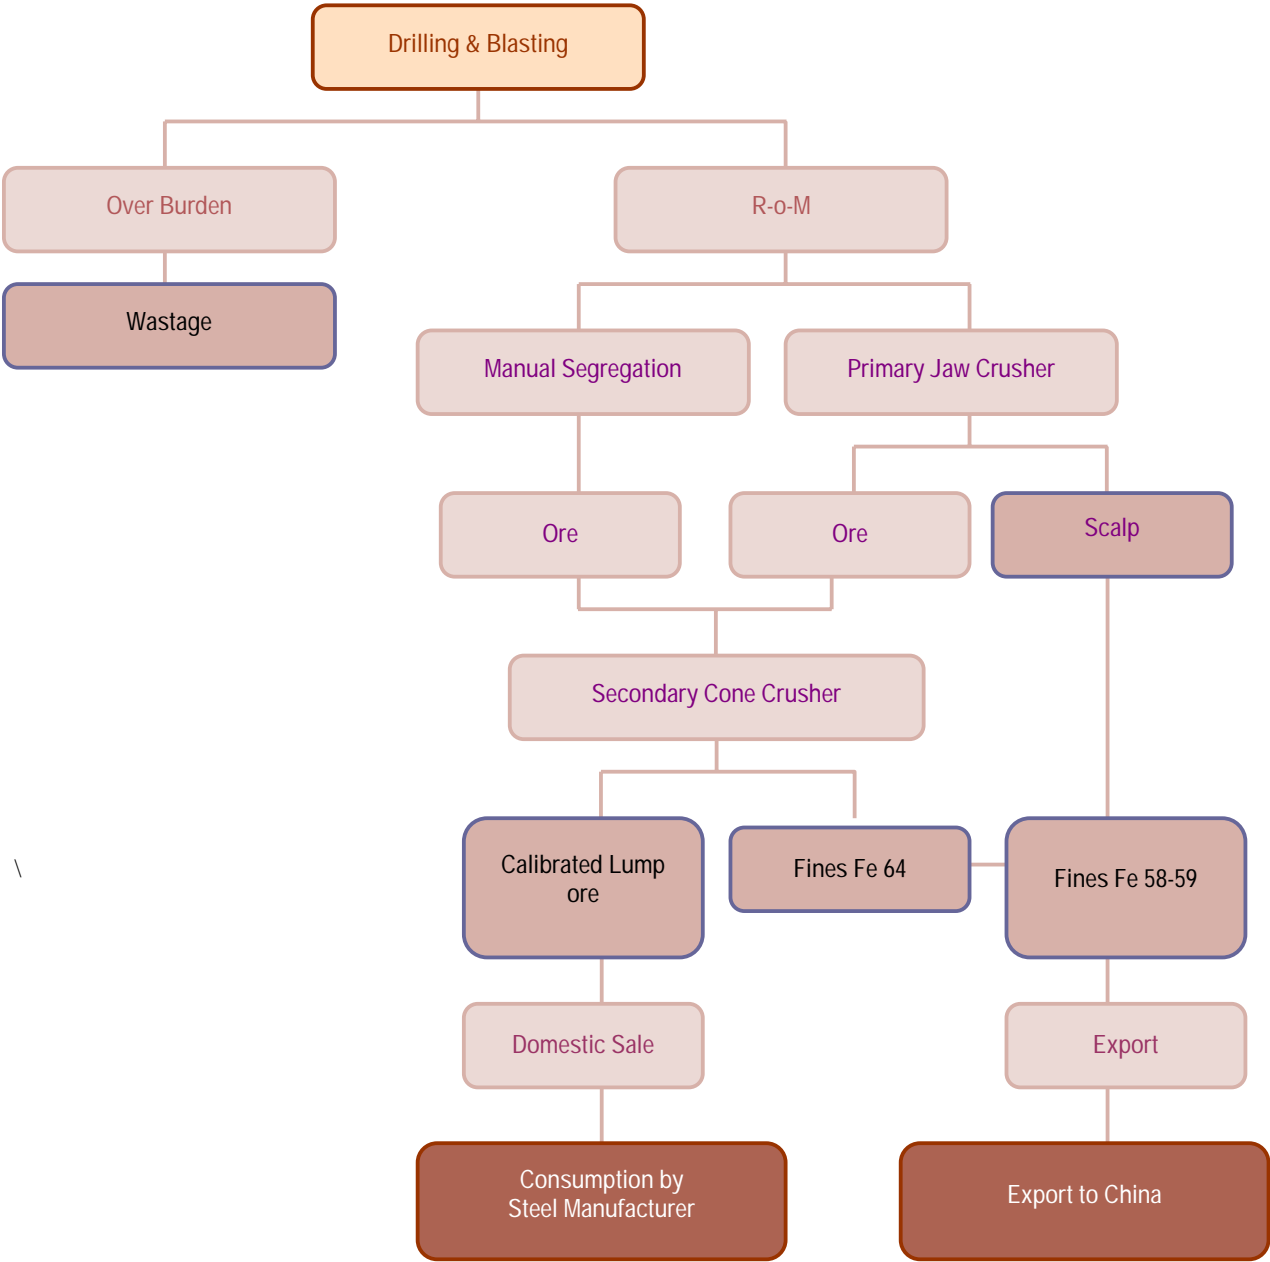 Drilling & Blasting
Over Burden
R-o-M
Wastage
Manual Segregation
Primary Jaw Crusher
Ore
Ore
Scalp
Secondary Cone Crusher
Calibrated Lump
ore
Fines Fe 64
Fines Fe 58-59
\
Domestic Sale
Export
Consumption by
Steel Manufacturer
Export to China